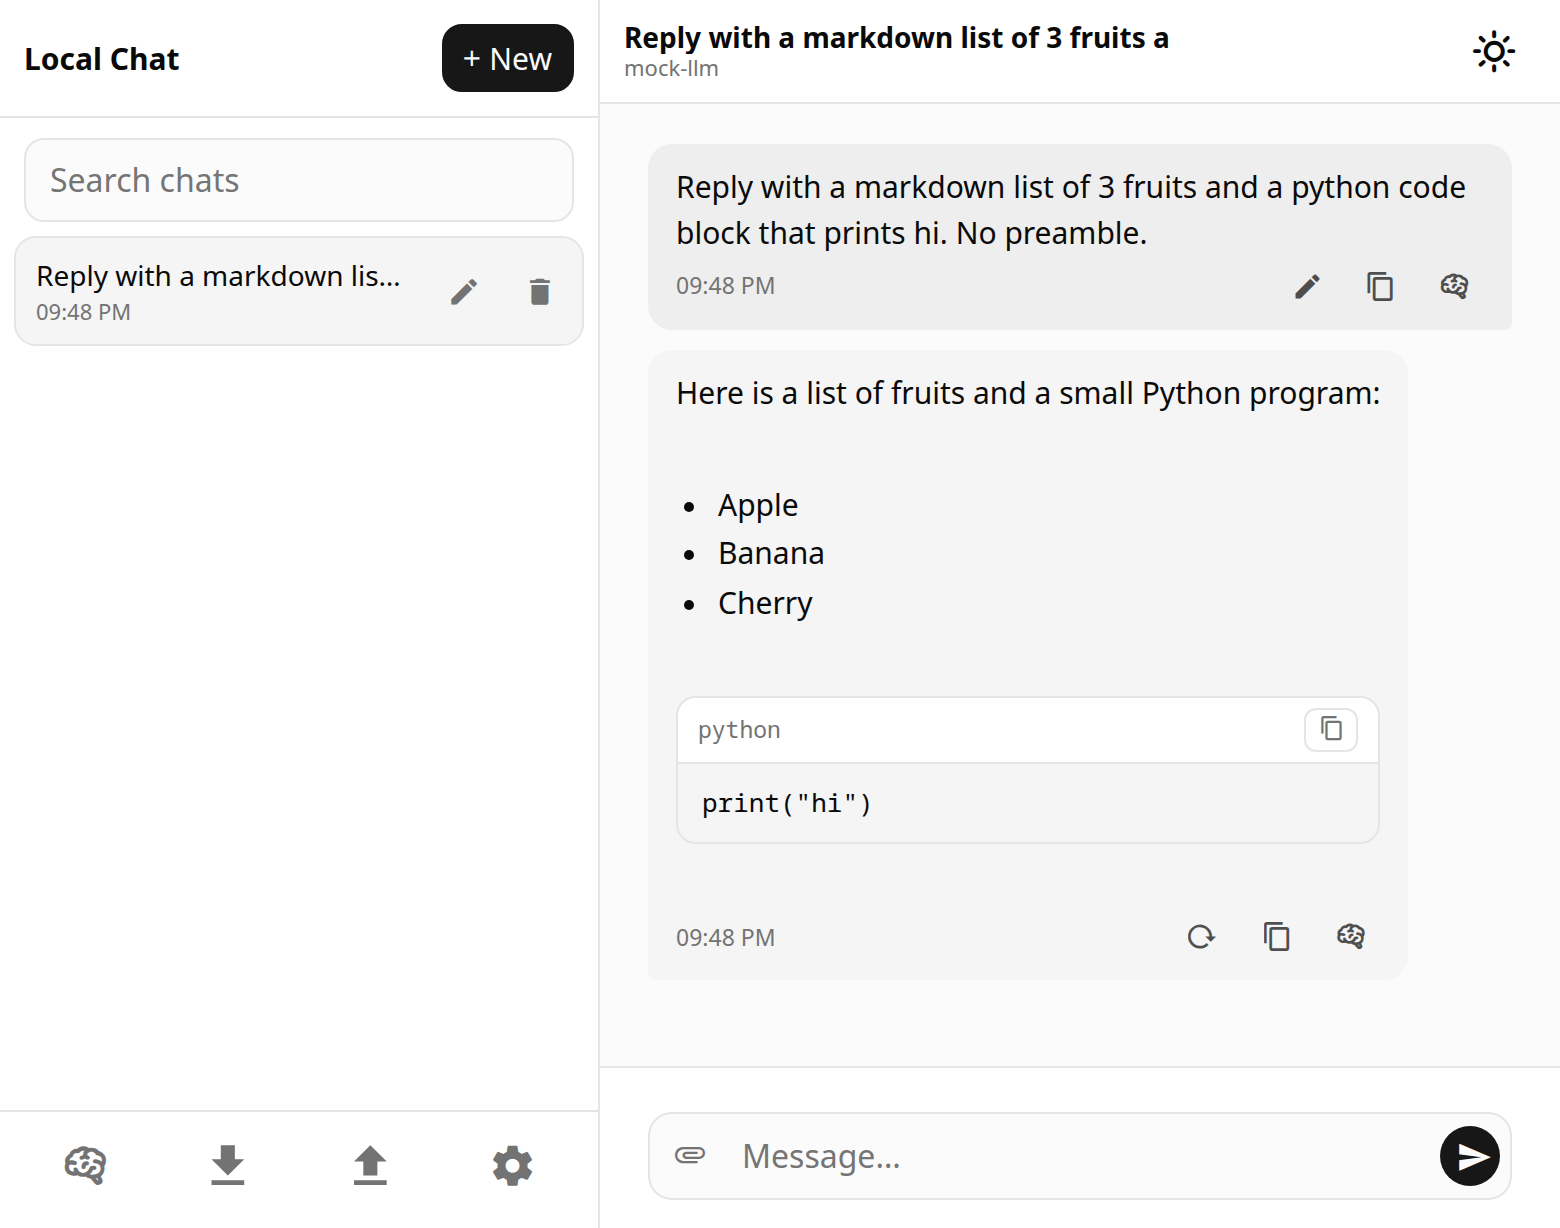 Local Chat
+ New
Search chats
Reply with a markdown lis...
09:48 PM
Reply with a markdown list of 3 fruits a
mock-llm
Reply with a markdown list of 3 fruits and a python code
block that prints hi. No preamble.
09:48 PM
Here is a list of fruits and a small Python program:
• Apple
• Banana
• Cherry
python
print("hi")
09:48 PM
Message...